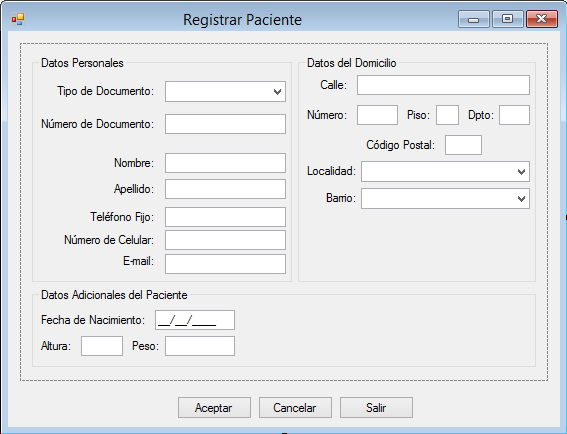 Registrar Paciente
Datos Personales
Tipo de Documento:
Número de Documento:
Nombre:
Apellido:
Teléfono Fijo:
Número de Celular:
E-mail:
Datos del Domicilio
Calle:
Número: Piso: Dpto:
Código Postal:
Localidad:
Barrio:
Datos Adicionales del Paciente
Fecha de Nacimiento: __/__/____
Altura: Peso:
Aceptar Cancelar Salir